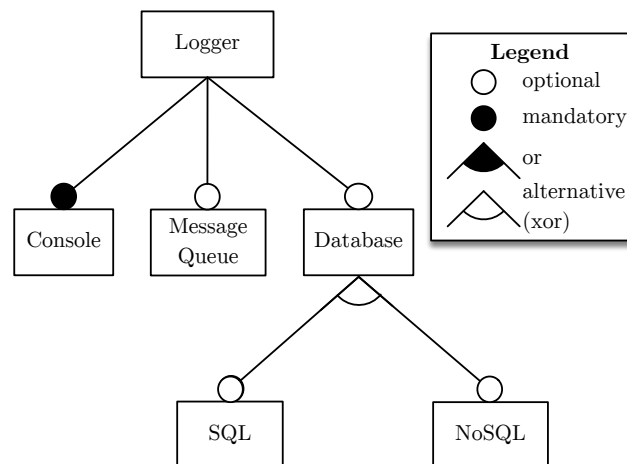 Logger
Legend
optional
mandatory
or
alternative
(xor)
Console
Message
Queue
Database
SQL
NoSQL